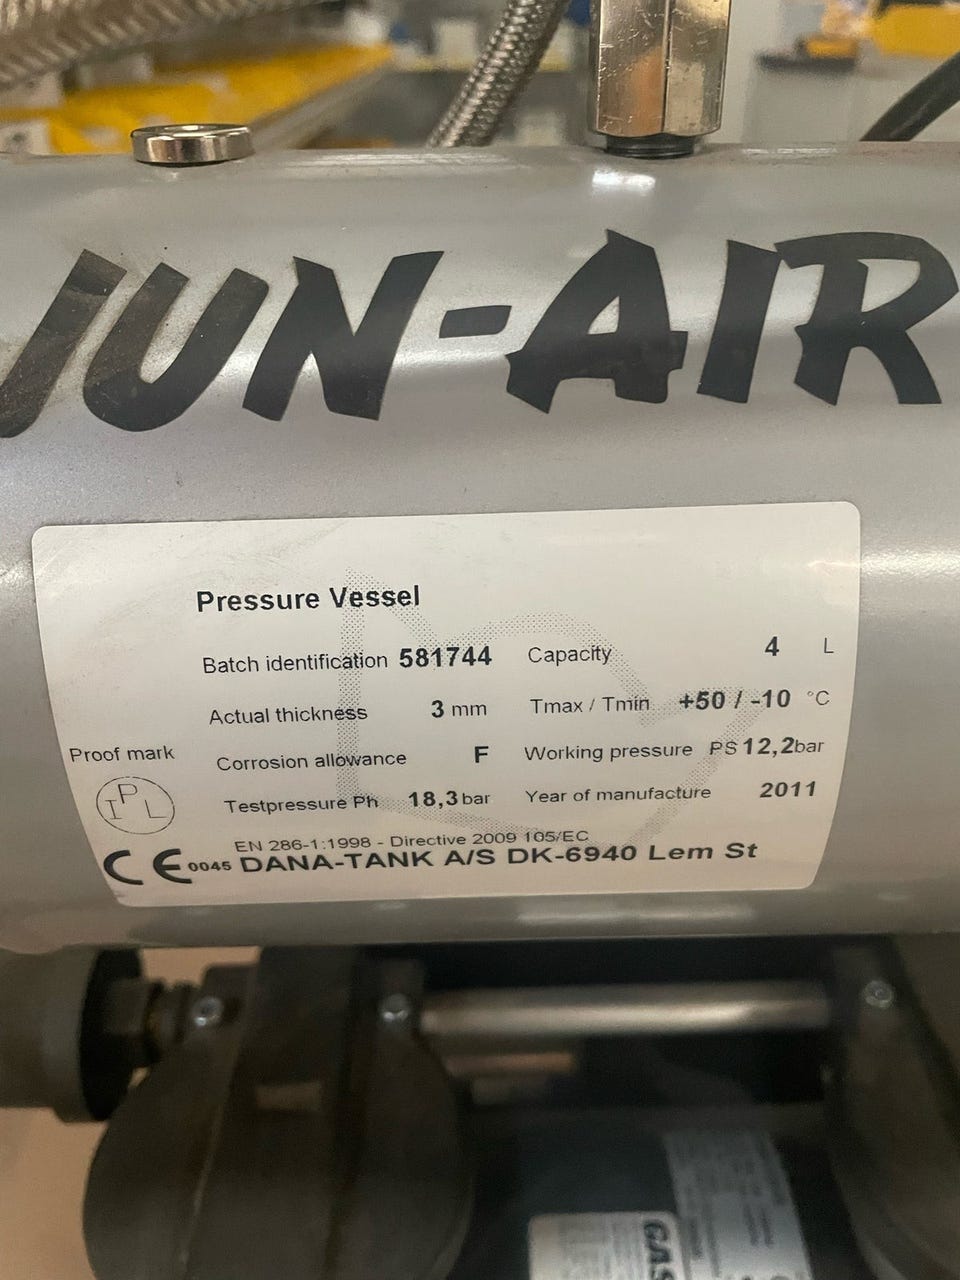 JUN-AIR
Pressure Vessel
Batch identification 581744 Capacity 4 L
Actual thickness 3 mm Tmax / Tmin +50 / -10 °C
Proof mark
Corrosion allowance F Working pressure PS 12,2bar
IPL
Testpressure Ph 18,3 bar Year of manufacture 2011
EN 286-1:1998 - Directive 2009 105/EC
CE 0045 DANA-TANK A/S DK-6940 Lem St
GAS